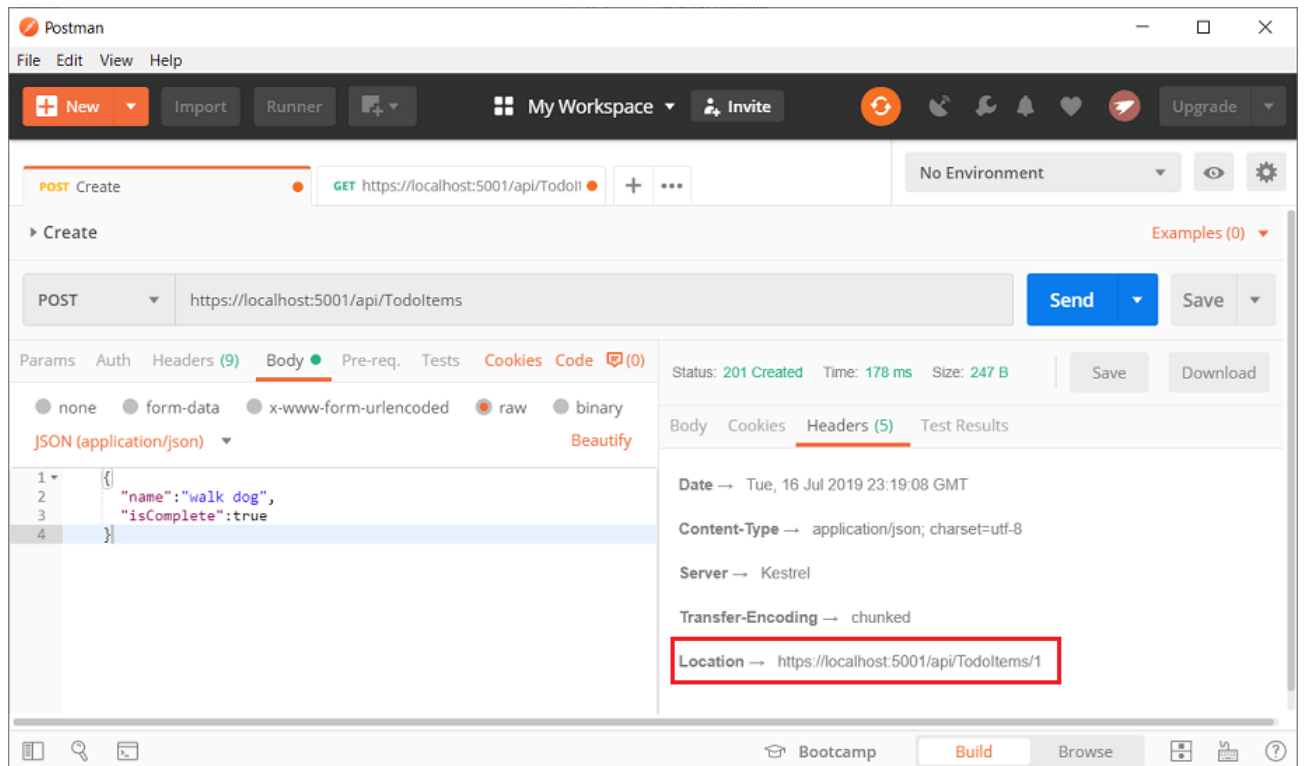 Postman
File Edit View Help
New Import Runner My Workspace Invite Upgrade
POST Create GET https://localhost:5001/api/TodoIt No Environment
Create Examples (0)
POST https://localhost:5001/api/TodoItems Send Save
Params Auth Headers (9) Body Pre-req. Tests Cookies Code (0)
Status: 201 Created Time: 178 ms Size: 247 B Save Download
none form-data x-www-form-urlencoded raw binary
JSON (application/json) Beautify
Body Cookies Headers (5) Test Results
1 {
2 "name":"walk dog",
3 "isComplete":true
4 }
Date → Tue, 16 Jul 2019 23:19:08 GMT
Content-Type → application/json; charset=utf-8
Server → Kestrel
Transfer-Encoding → chunked
Location → https://localhost:5001/api/TodoItems/1
Bootcamp Build Browse